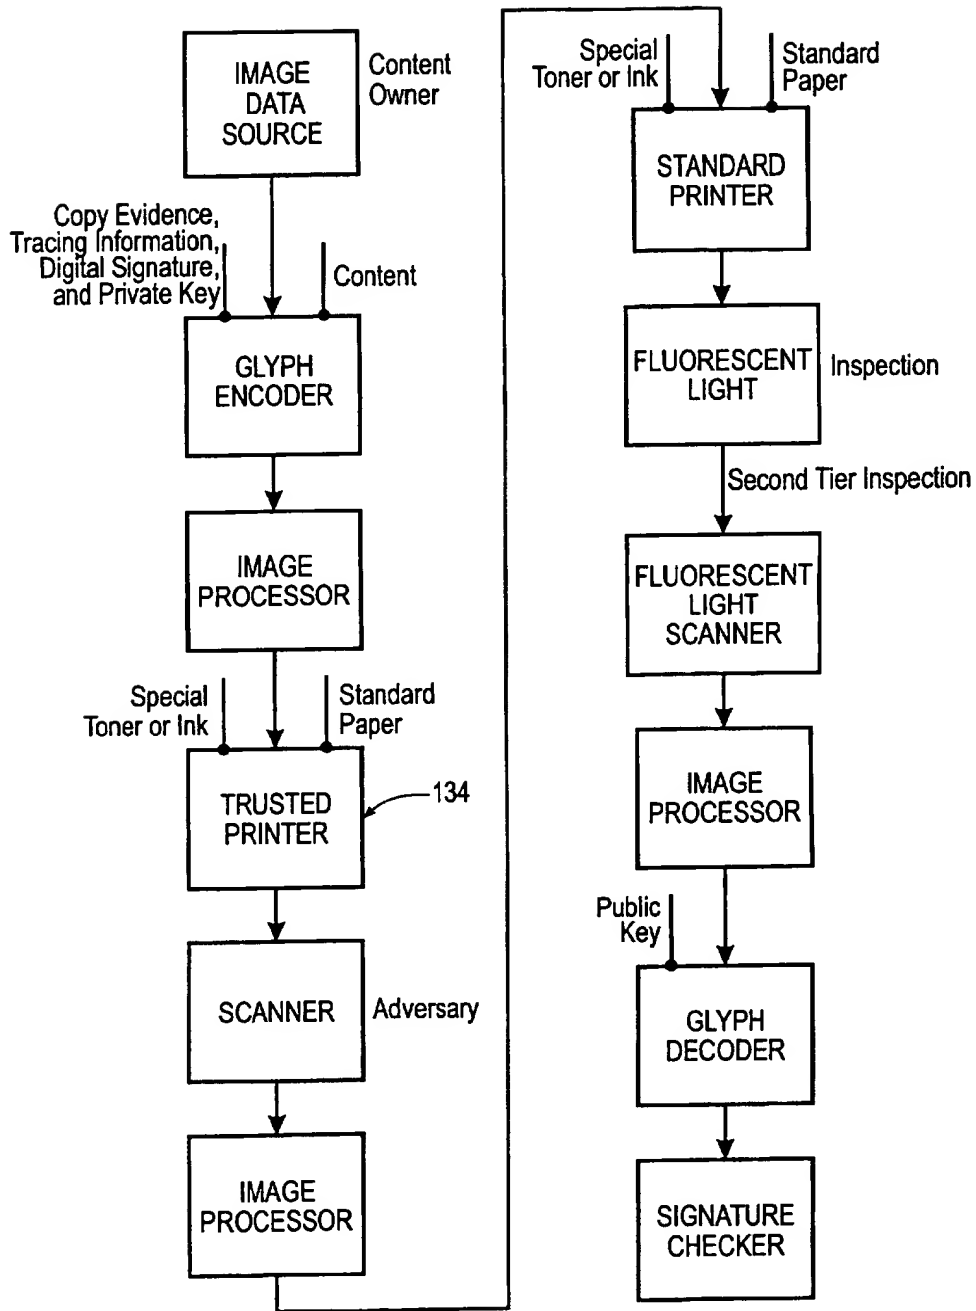 IMAGE
DATA
SOURCE
Content
Owner
Copy Evidence,
Tracing Information,
Digital Signature,
and Private Key
Content
GLYPH
ENCODER
IMAGE
PROCESSOR
Special
Toner or Ink
Standard
Paper
TRUSTED
PRINTER
134
SCANNER
Adversary
IMAGE
PROCESSOR
Special
Toner or Ink
Standard
Paper
STANDARD
PRINTER
FLUORESCENT
LIGHT
Inspection
Second Tier Inspection
FLUORESCENT
LIGHT
SCANNER
IMAGE
PROCESSOR
Public
Key
GLYPH
DECODER
SIGNATURE
CHECKER